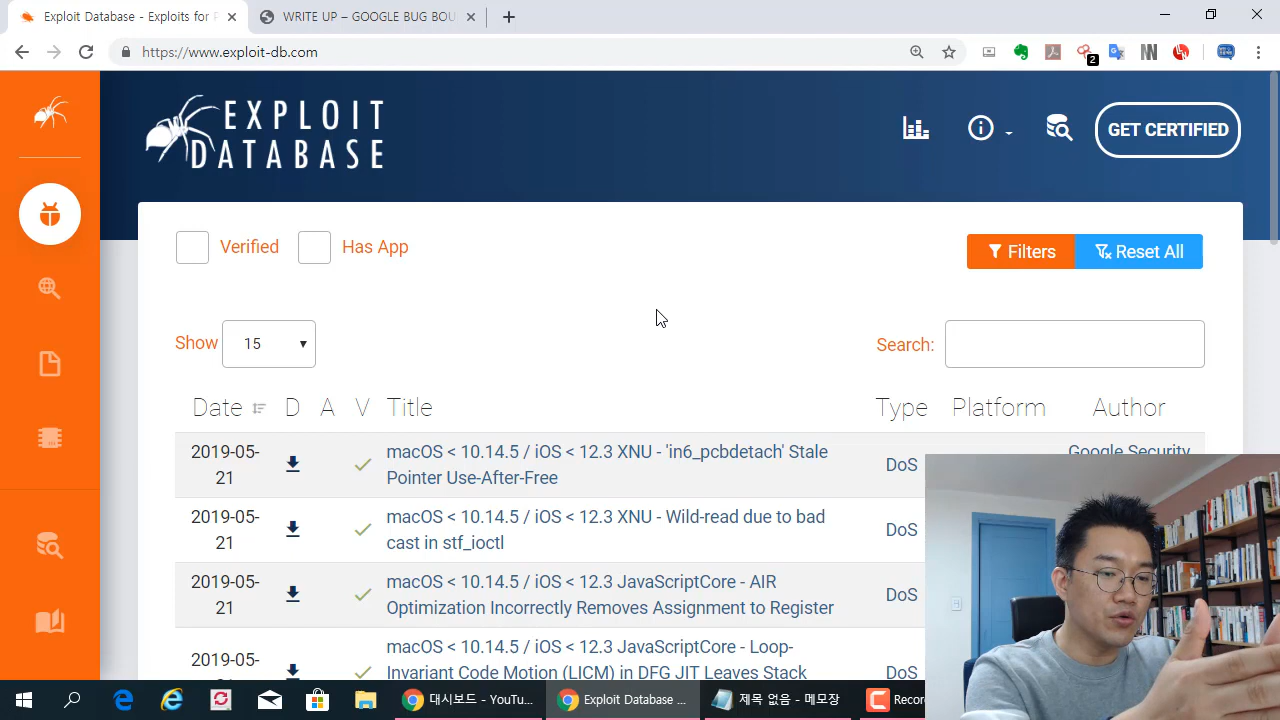 Exploit Database - Exploits for P
WRITE UP – GOOGLE BUG BOU
https://www.exploit-db.com
2
EXPLOIT
DATABASE
GET CERTIFIED
Verified
Has App
Filters
Reset All
Show
15
Search:
Date
D
A
V
Title
Type
Platform
Author
2019-05-
21
macOS < 10.14.5 / iOS < 12.3 XNU - 'in6_pcbdetach' Stale
Pointer Use-After-Free
DoS
Google Security
2019-05-
21
macOS < 10.14.5 / iOS < 12.3 XNU - Wild-read due to bad
cast in stf_ioctl
DoS
2019-05-
21
macOS < 10.14.5 / iOS < 12.3 JavaScriptCore - AIR
Optimization Incorrectly Removes Assignment to Register
DoS
2019-05-
21
macOS < 10.14.5 / iOS < 12.3 JavaScriptCore - Loop-
Invariant Code Motion (LICM) in DFG JIT Leaves Stack
DoS
대시보드 - YouTu...
Exploit Database ...
제목 없음 - 메모장
Recor